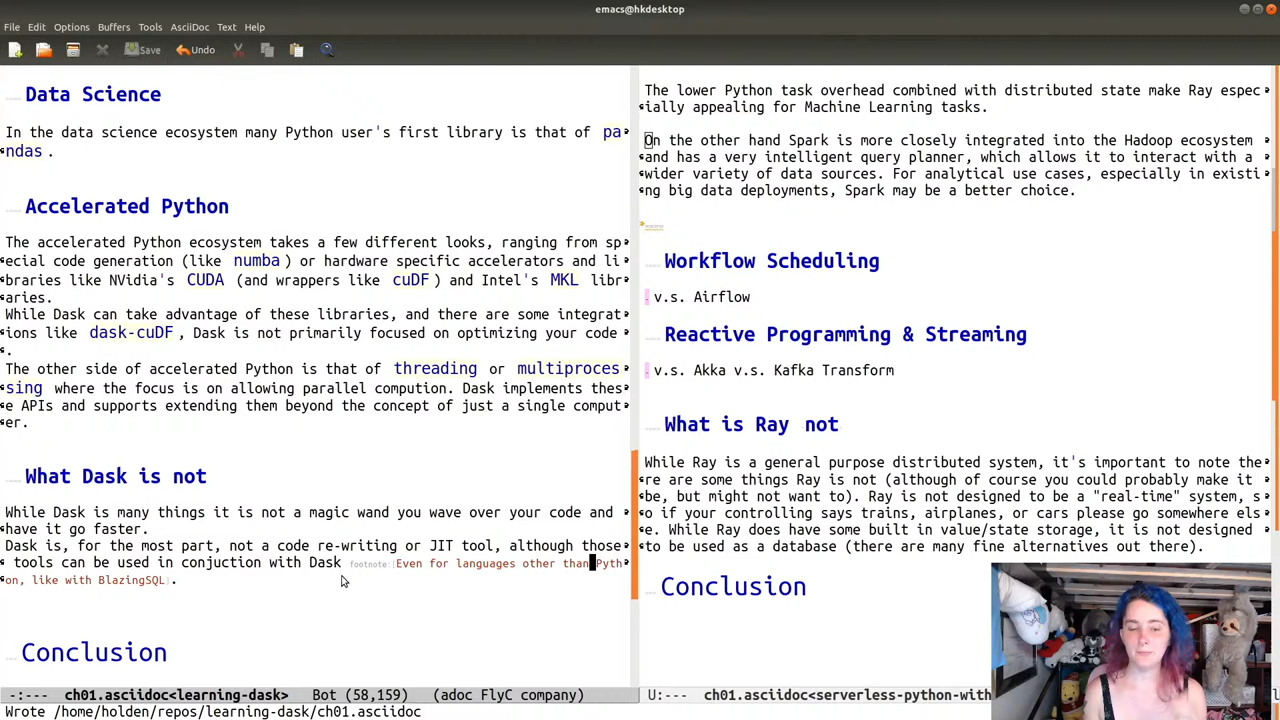 emacs@hkdesktop
File Edit Options Buffers Tools AsciiDoc Text Help
Save Undo
Data Science
In the data science ecosystem many Python user's first library is that of pa
ndas.
Accelerated Python
The accelerated Python ecosystem takes a few different looks, ranging from sp
ecial code generation (like numba) or hardware specific accelerators and li
braries like NVidia's CUDA (and wrappers like cuDF) and Intel's MKL libr
aries.
While Dask can take advantage of these libraries, and there are some integrat
ions like dask-cuDF, Dask is not primarily focused on optimizing your code
.
The other side of accelerated Python is that of threading or multiproces
sing where the focus is on allowing parallel compution. Dask implements thes
e APIs and supports extending them beyond the concept of just a single comput
er.
What Dask is not
While Dask is many things it is not a magic wand you wave over your code and
have it go faster.
Dask is, for the most part, not a code re-writing or JIT tool, although those
tools can be used in conjuction with Dask footnote:[Even for languages other than Pyth
on, like with BlazingSQL].
Conclusion
-:--- ch01.asciidoc<learning-dask> Bot (58,159) (adoc FlyC company)
Wrote /home/holden/repos/learning-dask/ch01.asciidoc
The lower Python task overhead combined with distributed state make Ray espec
ially appealing for Machine Learning tasks.
On the other hand Spark is more closely integrated into the Hadoop ecosystem
and has a very intelligent query planner, which allows it to interact with a
wider variety of data sources. For analytical use cases, especially in existi
ng big data deployments, Spark may be a better choice.
Workflow Scheduling
- v.s. Airflow
Reactive Programming & Streaming
- v.s. Akka v.s. Kafka Transform
What is Ray not
While Ray is a general purpose distributed system, it's important to note the
re are some things Ray is not (although of course you could probably make it
be, but might not want to). Ray is not designed to be a "real-time" system, s
o if your controlling says trains, airplanes, or cars please go somewhere els
e. While Ray does have some built in value/state storage, it is not designed
to be used as a database (there are many fine alternatives out there).
Conclusion
U:--- ch01.asciidoc<serverless-python-with